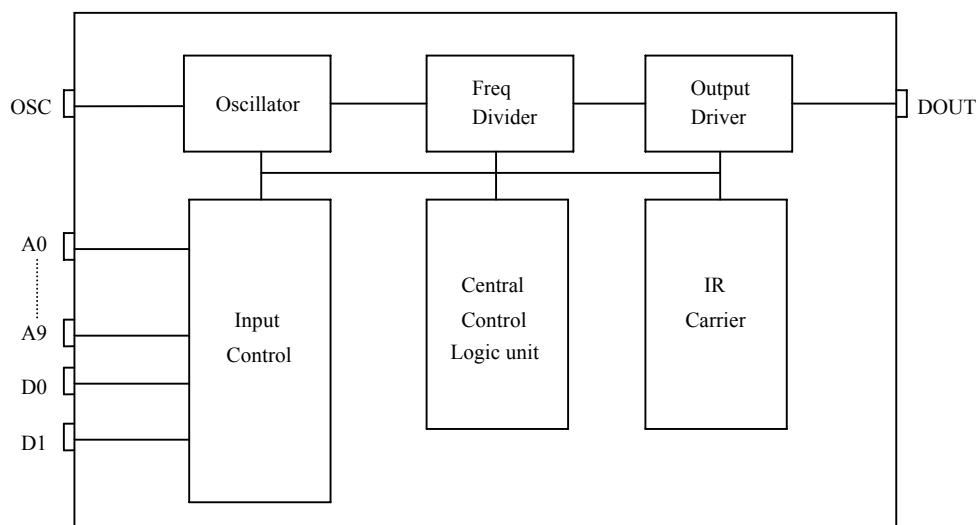 OSC
Oscillator
Freq
Divider
Output
Driver
DOUT
A0
A9
D0
D1
Input
Control
Central
Control
Logic unit
IR
Carrier